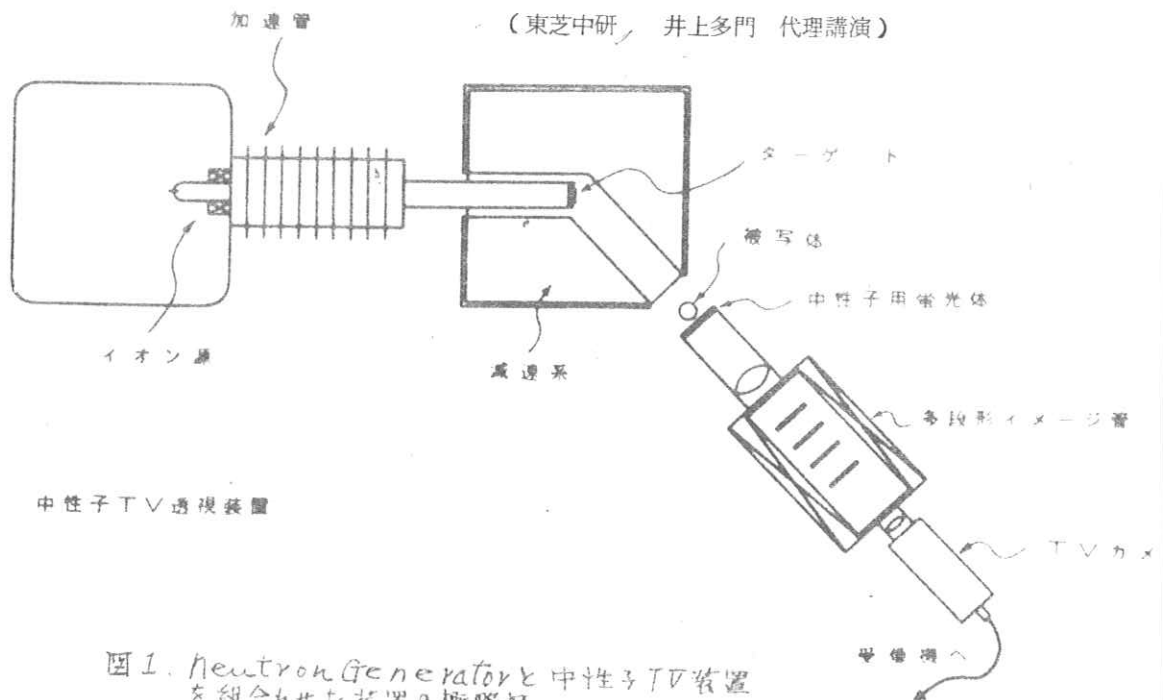 加速管
(東芝中研, 井上多門 代理講演)
ターゲット
被写体
中性子用蛍光体
イオン源
減速系
多段形イメージ管
中性子TV透視装置
TVカメ
受像機へ
図1. Neutron Generatorと中性子TV装置
を組合わせた装置の概略図